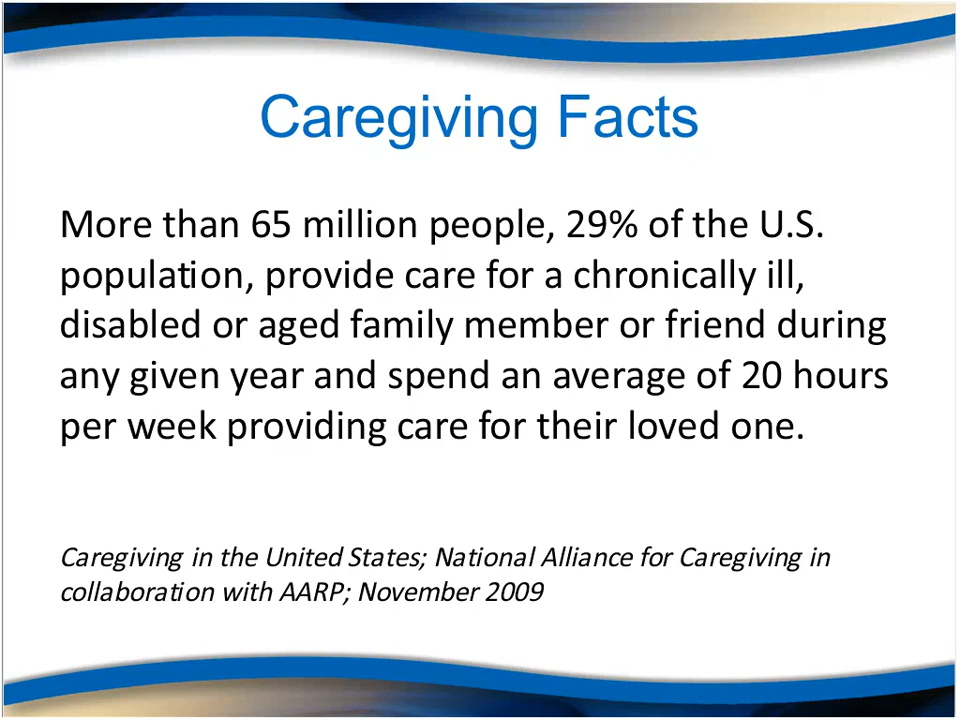 Caregiving Facts
More than 65 million people, 29% of the U.S.
population, provide care for a chronically ill,
disabled or aged family member or friend during
any given year and spend an average of 20 hours
per week providing care for their loved one.
Caregiving in the United States; National Alliance for Caregiving in
collaboration with AARP; November 2009